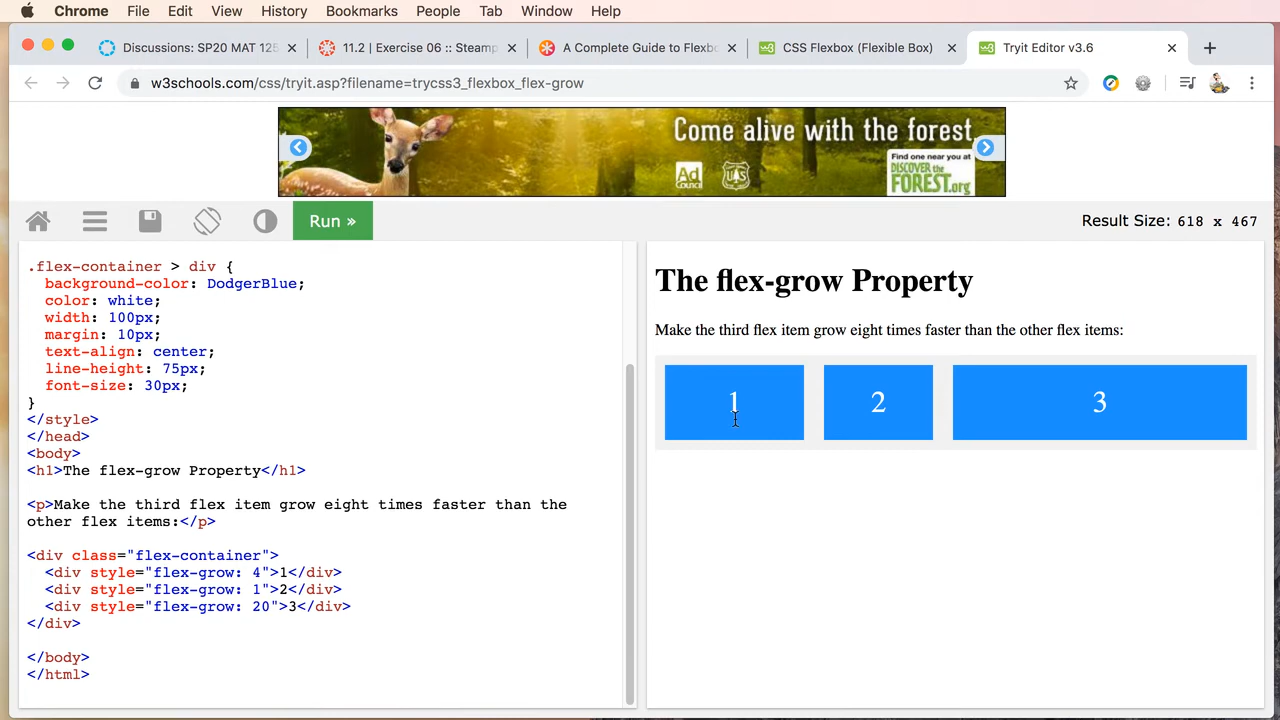 Chrome File Edit View History Bookmarks People Tab Window Help
Discussions: SP20 MAT 125
11.2 | Exercise 06 :: Steamp
A Complete Guide to Flexbo
CSS Flexbox (Flexible Box)
Tryit Editor v3.6
w3schools.com/css/tryit.asp?filename=trycss3_flexbox_flex-grow
Come alive with the forest.
Ad
Council
US
Find one near you at
DISCOVER the
FOREST.org
Run »
Result Size: 618 x 467
.flex-container > div {
background-color: DodgerBlue;
color: white;
width: 100px;
margin: 10px;
text-align: center;
line-height: 75px;
font-size: 30px;
}
</style>
</head>
<body>
<h1>The flex-grow Property</h1>
<p>Make the third flex item grow eight times faster than the
other flex items:</p>
<div class="flex-container">
<div style="flex-grow: 4">1</div>
<div style="flex-grow: 1">2</div>
<div style="flex-grow: 20">3</div>
</div>
</body>
</html>
The flex-grow Property
Make the third flex item grow eight times faster than the other flex items:
1
2
3